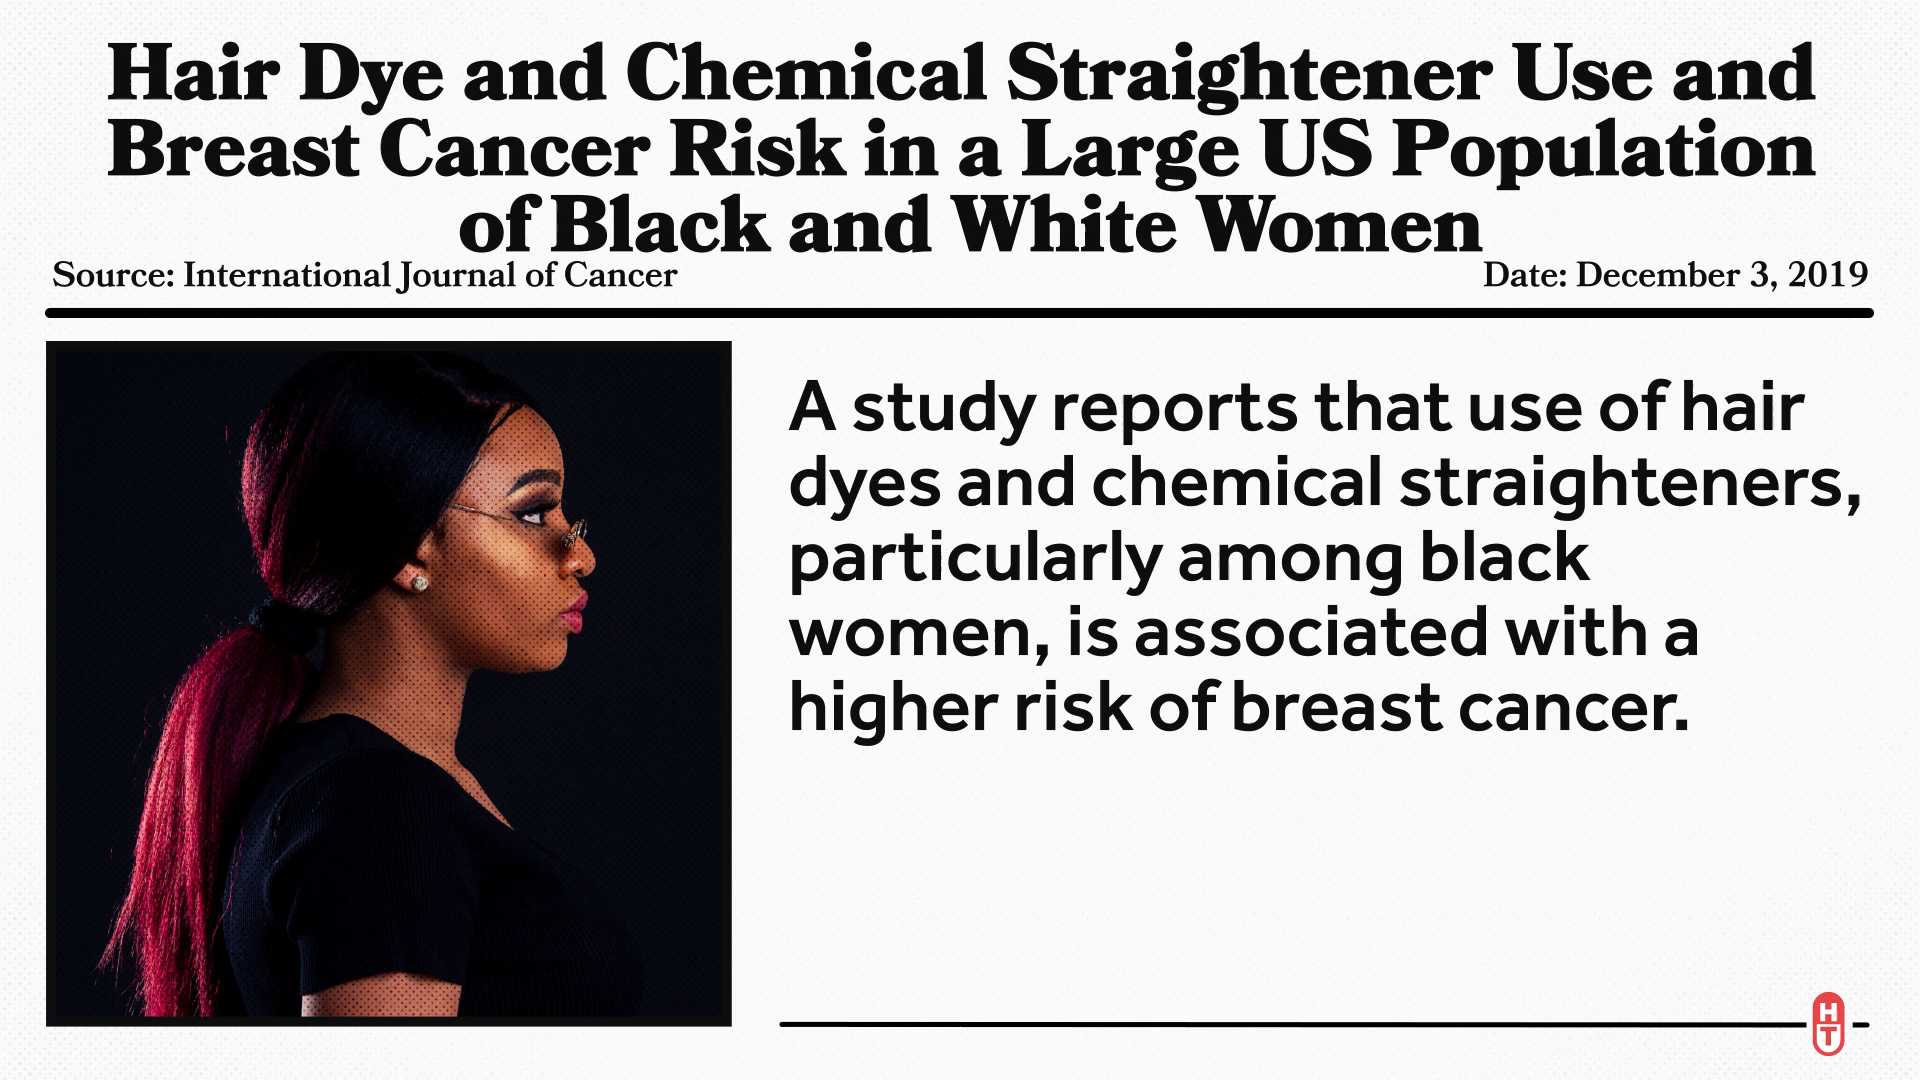 Hair Dye and Chemical Straightener Use and
Breast Cancer Risk in a Large US Population
of Black and White Women
Source: International Journal of Cancer
Date: December 3, 2019
A study reports that use of hair
dyes and chemical straighteners,
particularly among black
women, is associated with a
higher risk of breast cancer.
H
T